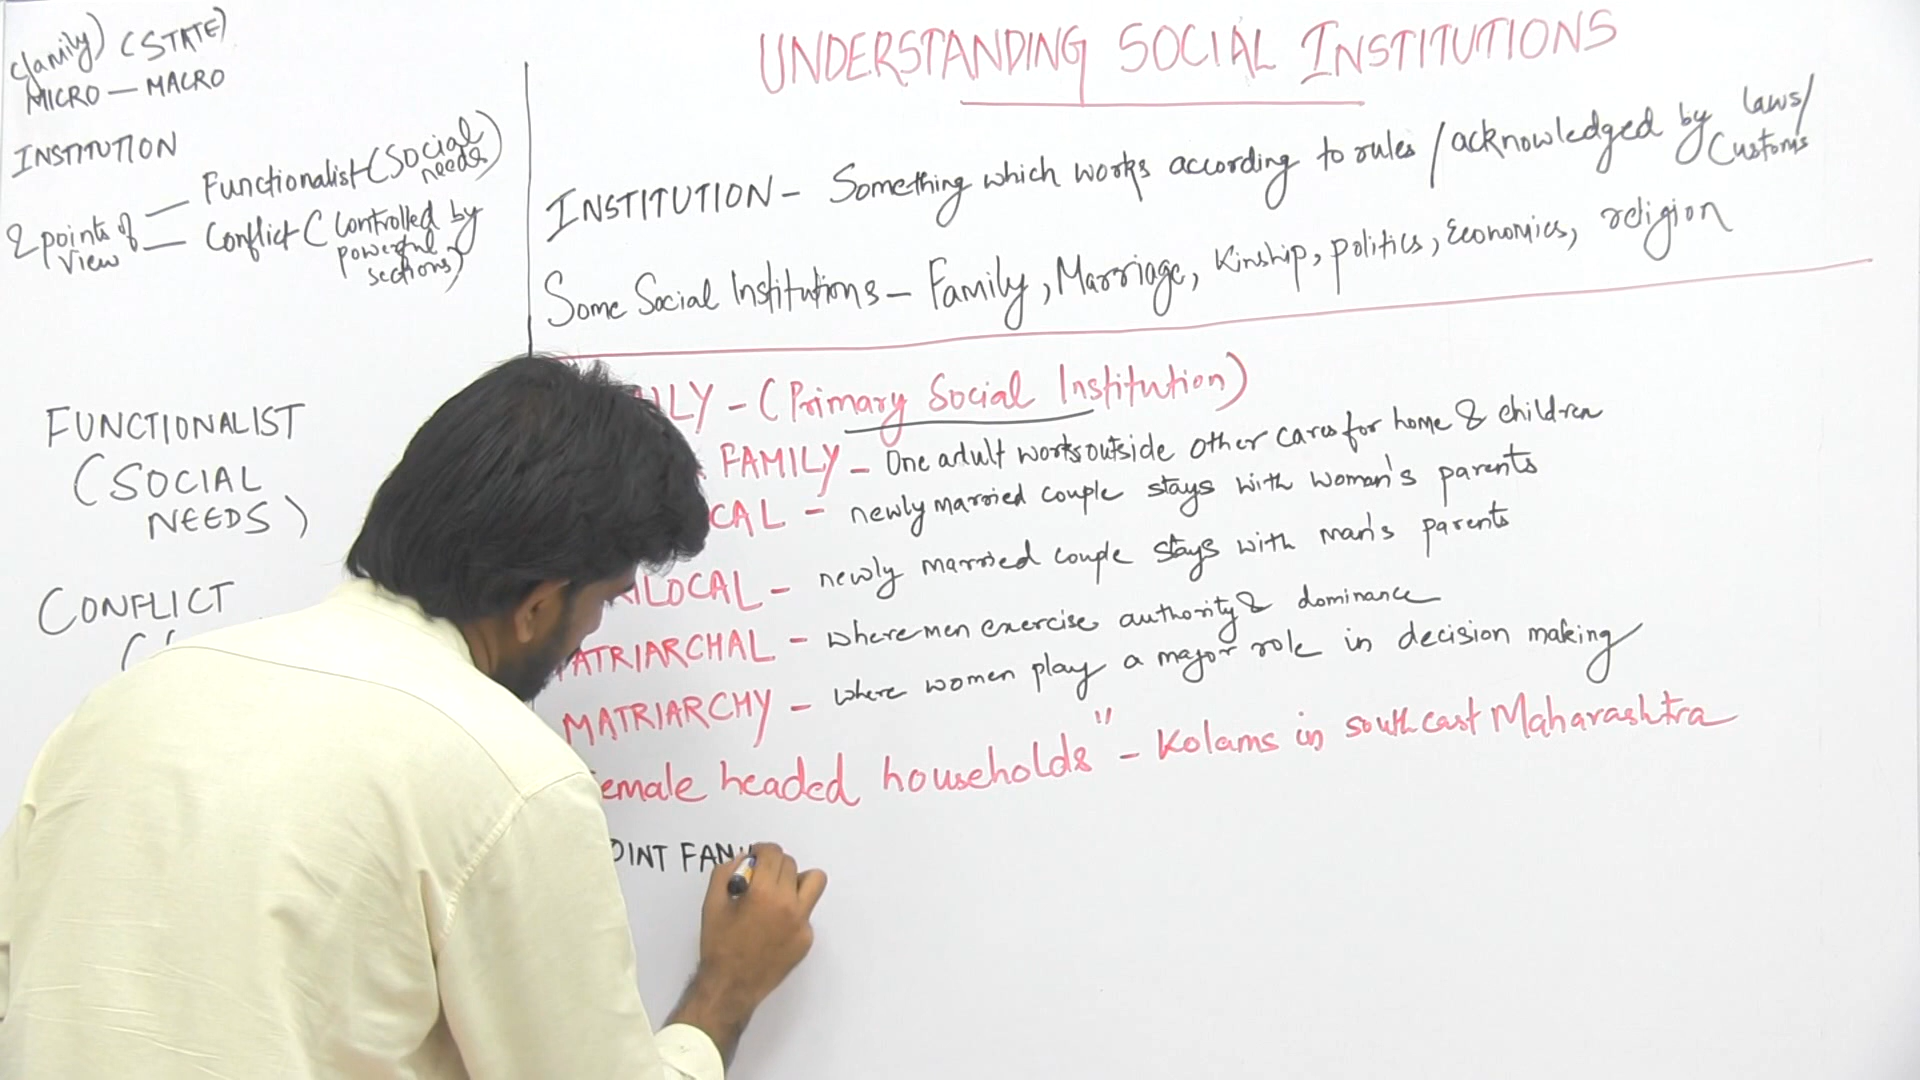 (family) (STATE)
MICRO — MACRO
INSTITUTION
2 points of view
Functionalist (Social needs)
Conflict ( Controlled by powerful sections)
FUNCTIONALIST
(SOCIAL
NEEDS)
CONFLICT
(
UNDERSTANDING SOCIAL INSTITUTIONS
INSTITUTION - Something which works according to rules / acknowledged by laws/ Customs
Some Social Institutions - Family, Marriage, Kinship, politics, Economics, religion
LY - (Primary Social Institution)
FAMILY - One adult works outside other cares for home & children
CAL - newly married couple stays with woman's parents
ILOCAL - newly married couple stays with man's parents
ATRIARCHAL - where men exercise authority & dominance
MATRIARCHY - where women play a major role in decision making
emale headed households" - Kolams in south east Maharashtra
OINT FAM